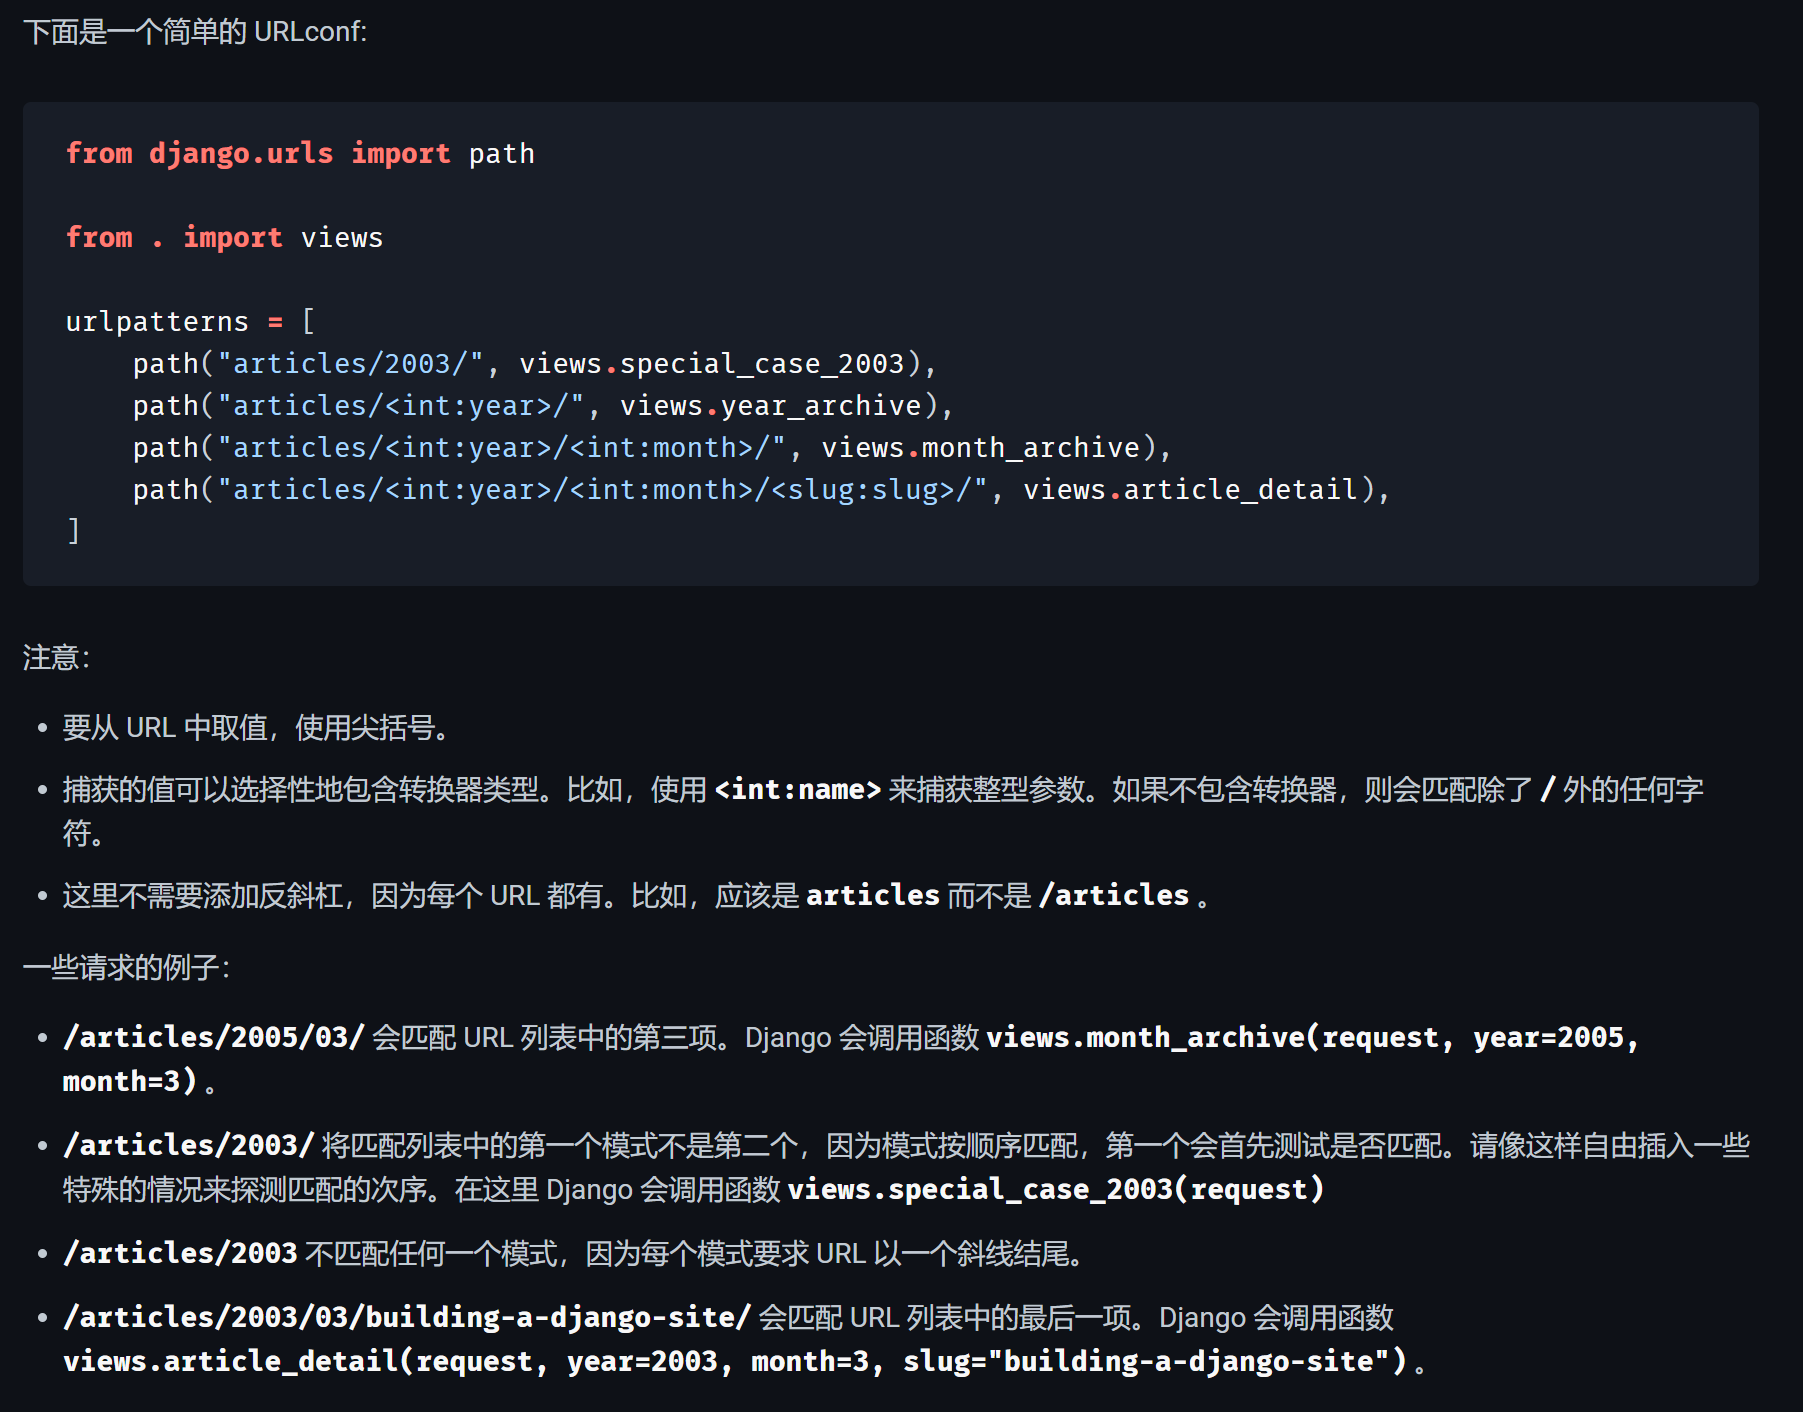 下面是一个简单的 URLconf:
from django.urls import path
from . import views
urlpatterns = [
    path("articles/2003/", views.special_case_2003),
    path("articles/<int:year>/", views.year_archive),
    path("articles/<int:year>/<int:month>/", views.month_archive),
    path("articles/<int:year>/<int:month>/<slug:slug>/", views.article_detail),
]
注意：
• 要从 URL 中取值，使用尖括号。
• 捕获的值可以选择性地包含转换器类型。比如，使用 <int:name> 来捕获整型参数。如果不包含转换器，则会匹配除了 / 外的任何字
符。
• 这里不需要添加反斜杠，因为每个 URL 都有。比如，应该是 articles 而不是 /articles 。
一些请求的例子：
• /articles/2005/03/ 会匹配 URL 列表中的第三项。Django 会调用函数 views.month_archive(request, year=2005,
month=3) 。
• /articles/2003/ 将匹配列表中的第一个模式不是第二个，因为模式按顺序匹配，第一个会首先测试是否匹配。请像这样自由插入一些
特殊的情况来探测匹配的次序。在这里 Django 会调用函数 views.special_case_2003(request)
• /articles/2003 不匹配任何一个模式，因为每个模式要求 URL 以一个斜线结尾。
• /articles/2003/03/building-a-django-site/ 会匹配 URL 列表中的最后一项。Django 会调用函数
views.article_detail(request, year=2003, month=3, slug="building-a-django-site") 。